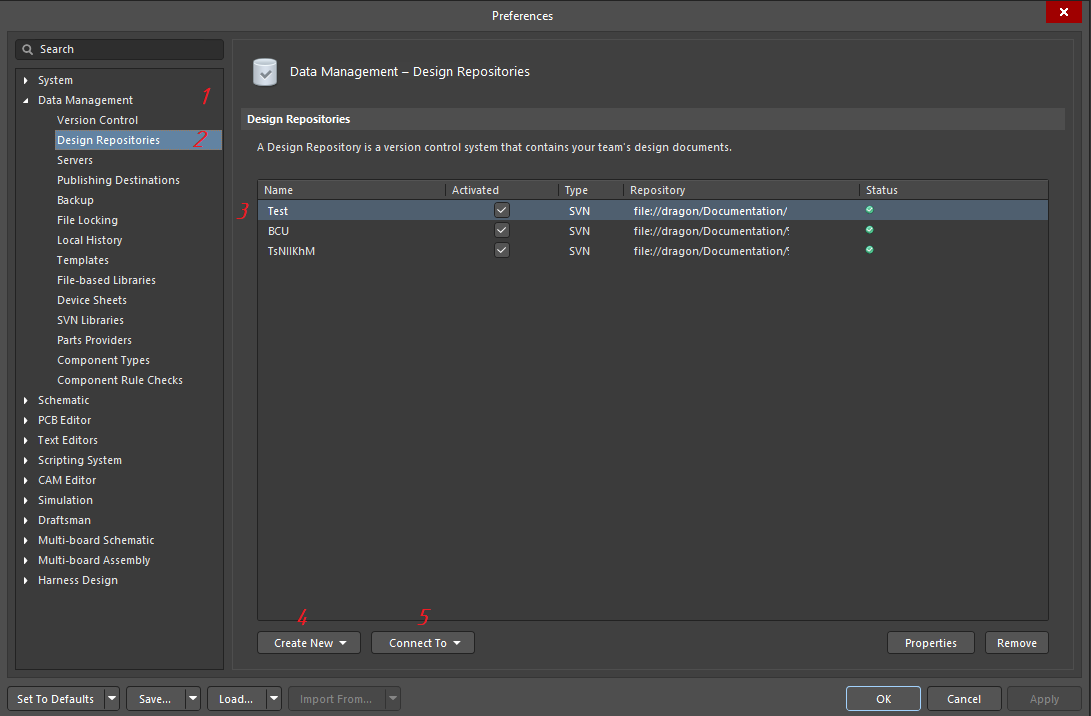 Preferences
Search
System
Data Management 1
Version Control
Design Repositories 2
Servers
Publishing Destinations
Backup
File Locking
Local History
Templates
File-based Libraries
Device Sheets
SVN Libraries
Parts Providers
Component Types
Component Rule Checks
Schematic
PCB Editor
Text Editors
Scripting System
CAM Editor
Simulation
Draftsman
Multi-board Schematic
Multi-board Assembly
Harness Design
Data Management – Design Repositories
Design Repositories
A Design Repository is a version control system that contains your team's design documents.
Name Activated Type Repository Status
3 Test SVN file://dragon/Documentation/
BCU SVN file://dragon/Documentation/
TsNIIKhM SVN file://dragon/Documentation/
4 5
Create New Connect To Properties Remove
Set To Defaults Save... Load... Import From... OK Cancel Apply